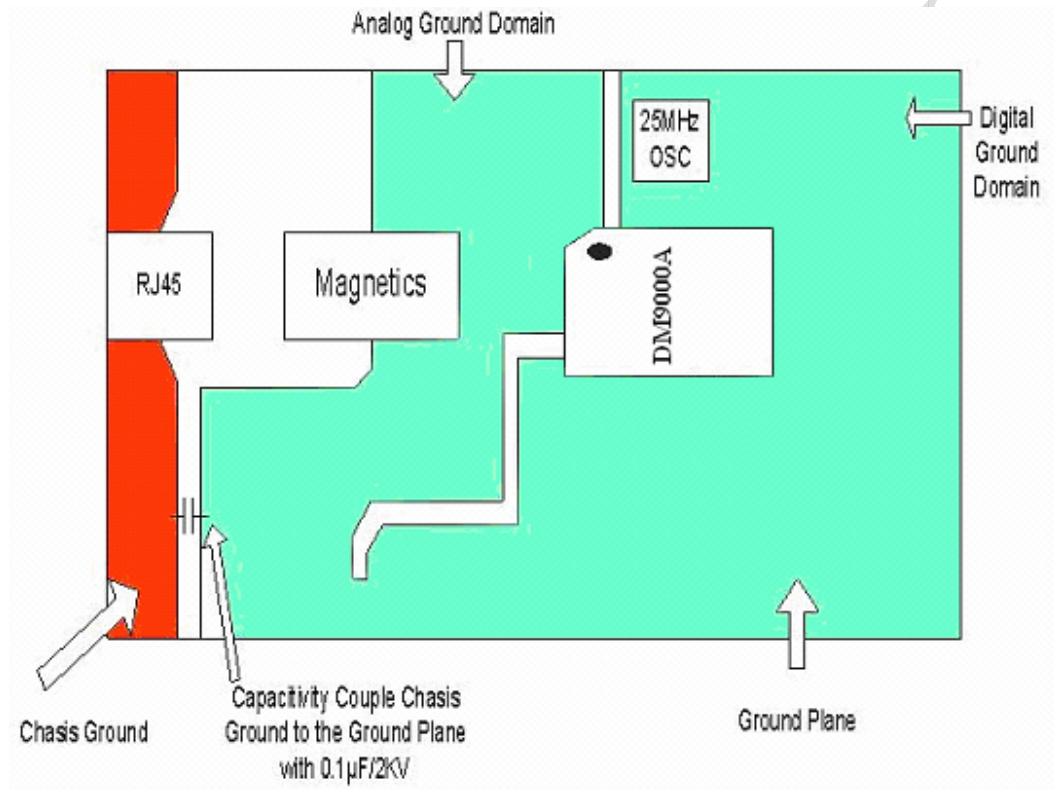 Analog Ground Domain
25MHz
OSC
Digital
Ground
Domain
RJ45
Magnetics
DM9000A
Chasis Ground
Capacitivity Couple Chasis
Ground to the Ground Plane
with 0.1µF/2KV
Ground Plane